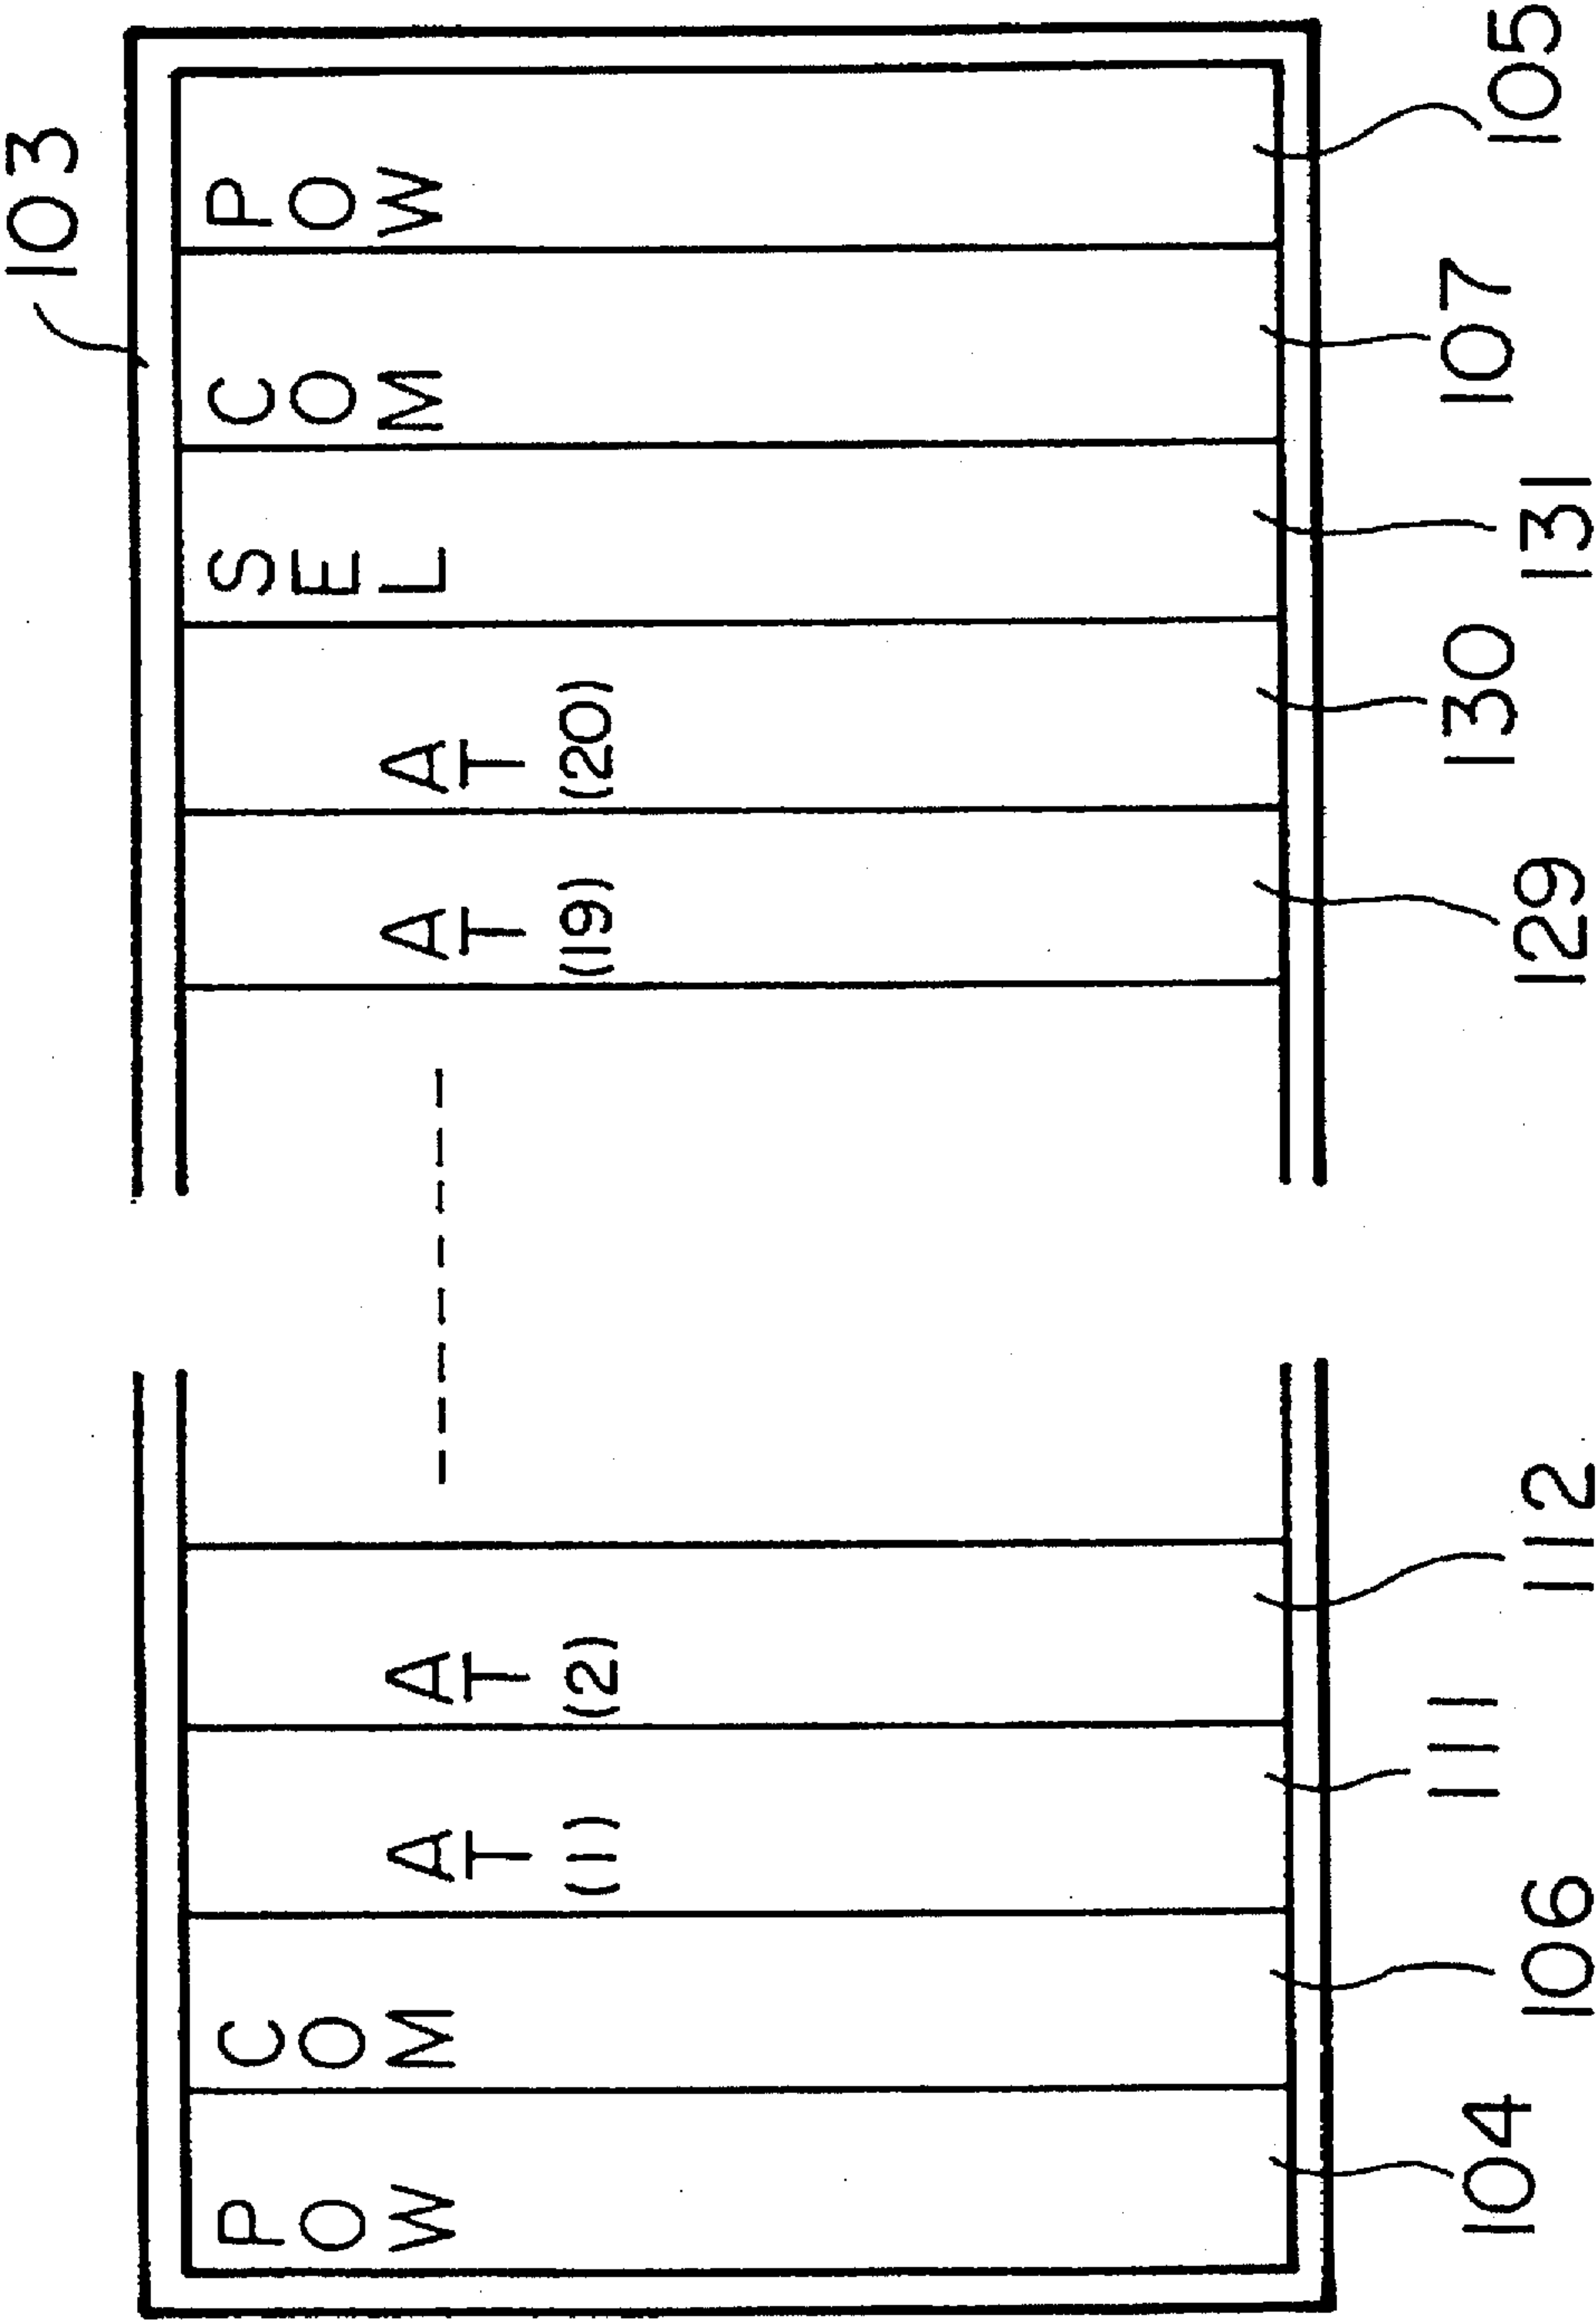 103
POW
COM
AT
(1)
AT
(2)
AT
(19)
AT
(20)
SEL
COM
POW
104
106
111
112
129
130
131
107
105